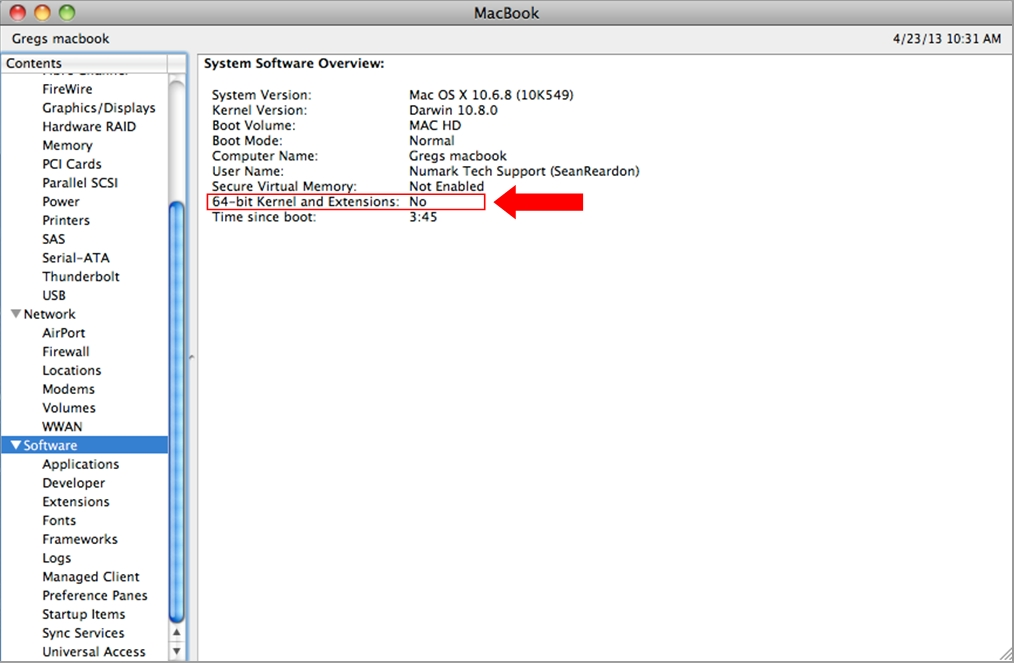 MacBook
Gregs macbook
4/23/13 10:31 AM
Contents
FireWire
Graphics/Displays
Hardware RAID
Memory
PCI Cards
Parallel SCSI
Power
Printers
SAS
Serial-ATA
Thunderbolt
USB
Network
AirPort
Firewall
Locations
Modems
Volumes
WWAN
Software
Applications
Developer
Extensions
Fonts
Frameworks
Logs
Managed Client
Preference Panes
Startup Items
Sync Services
Universal Access
System Software Overview:
System Version: Mac OS X 10.6.8 (10K549)
Kernel Version: Darwin 10.8.0
Boot Volume: MAC HD
Boot Mode: Normal
Computer Name: Gregs macbook
User Name: Numark Tech Support (SeanReardon)
Secure Virtual Memory: Not Enabled
64-bit Kernel and Extensions: No
Time since boot: 3:45